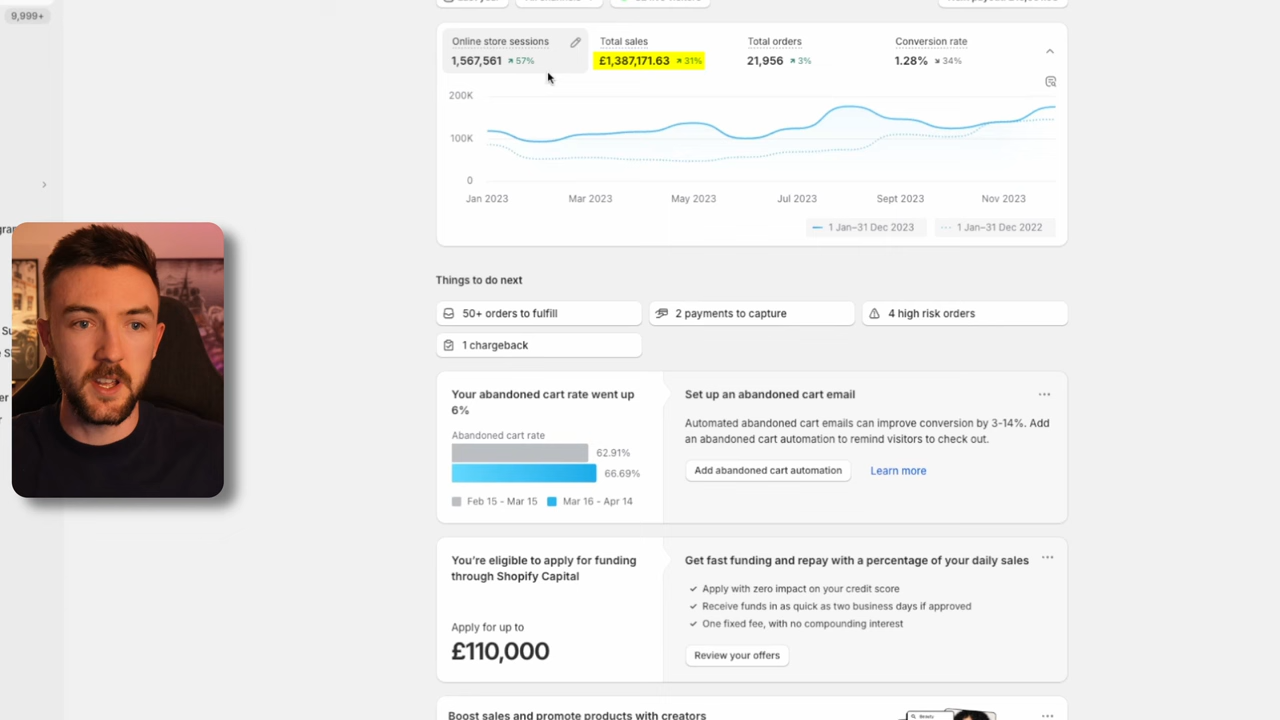 9,999+
Online store sessions
1,567,561 57%
Total sales
£1,387,171.63 31%
Total orders
21,956 3%
Conversion rate
1.28% 34%
200K
100K
0
Jan 2023 Mar 2023 May 2023 Jul 2023 Sept 2023 Nov 2023
1 Jan–31 Dec 2023 1 Jan–31 Dec 2022
Things to do next
50+ orders to fulfill
2 payments to capture
4 high risk orders
1 chargeback
Your abandoned cart rate went up
6%
Abandoned cart rate
62.91%
66.69%
Feb 15 - Mar 15 Mar 16 - Apr 14
Set up an abandoned cart email
Automated abandoned cart emails can improve conversion by 3-14%. Add
an abandoned cart automation to remind visitors to check out.
Add abandoned cart automation Learn more
You're eligible to apply for funding
through Shopify Capital
Apply for up to
£110,000
Get fast funding and repay with a percentage of your daily sales
Apply with zero impact on your credit score
Receive funds in as quick as two business days if approved
One fixed fee, with no compounding interest
Review your offers
Boost sales and promote products with creators